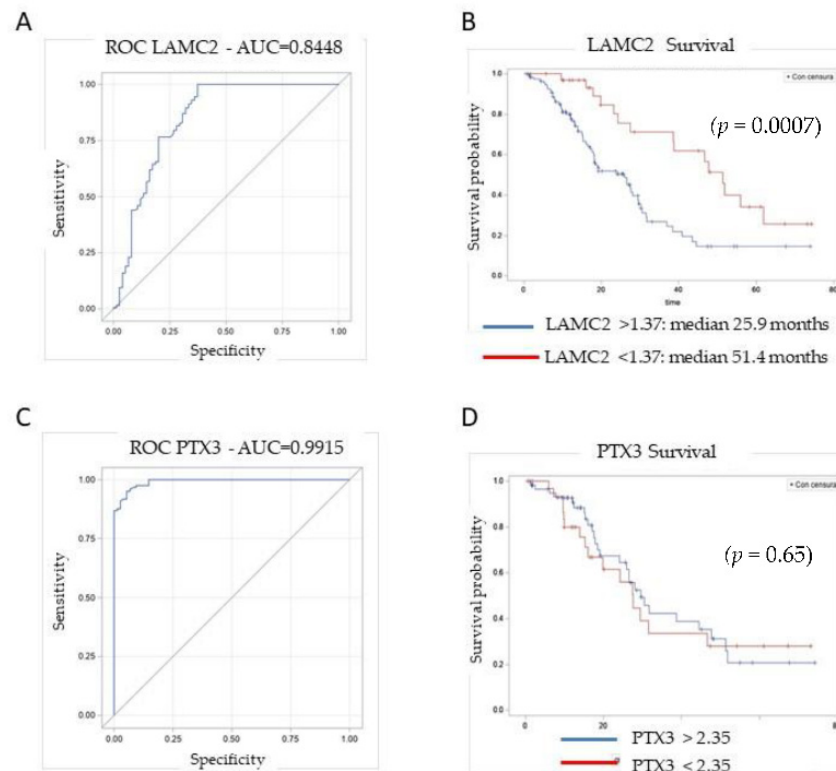 A
ROC LAMC2 - AUC=0.8448
1.00
0.75
0.50
0.25
0.00
Sensitivity
0.00
0.25
0.50
0.75
1.00
Specificity
B
LAMC2 Survival
+ Con censura
(p = 0.0007)
1.0
0.8
0.6
0.4
0.2
0.0
Survival probability
0
20
40
60
80
time
LAMC2 >1.37: median 25.9 months
LAMC2 <1.37: median 51.4 months
C
ROC PTX3 - AUC=0.9915
1.00
0.75
0.50
0.25
0.00
Sensitivity
0.00
0.25
0.50
0.75
1.00
Specificity
D
PTX3 Survival
+ Con censura
(p = 0.65)
1.0
0.8
0.6
0.4
0.2
0.0
Survival probability
0
20
PTX3 >2.35
PTX3 <2.35